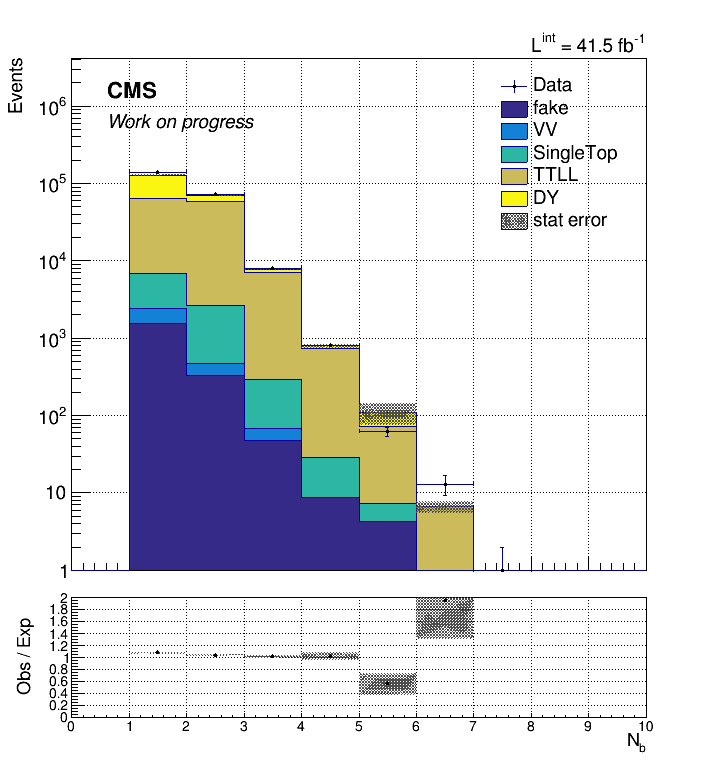 L^int = 41.5 fb^-1
Events
CMS
Work on progress
Data
fake
VV
SingleTop
TTLL
DY
stat error
10^6
10^5
10^4
10^3
10^2
10
1
Obs / Exp
2
1.8
1.6
1.4
1.2
1
0.8
0.6
0.4
0.2
0
0 1 2 3 4 5 6 7 8 9 10
N_b